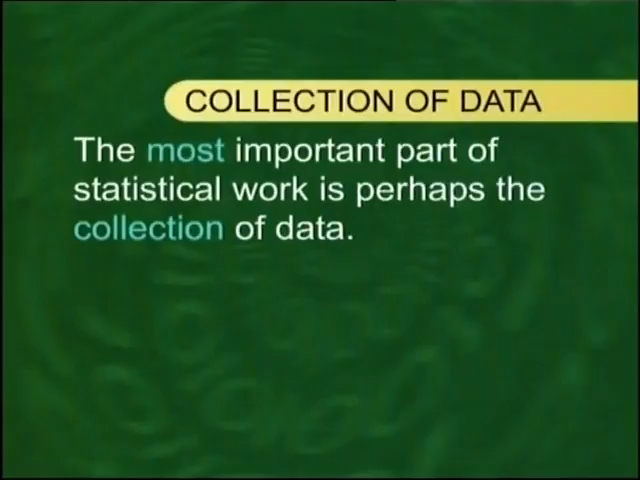 COLLECTION OF DATA
The most important part of
statistical work is perhaps the
collection of data.